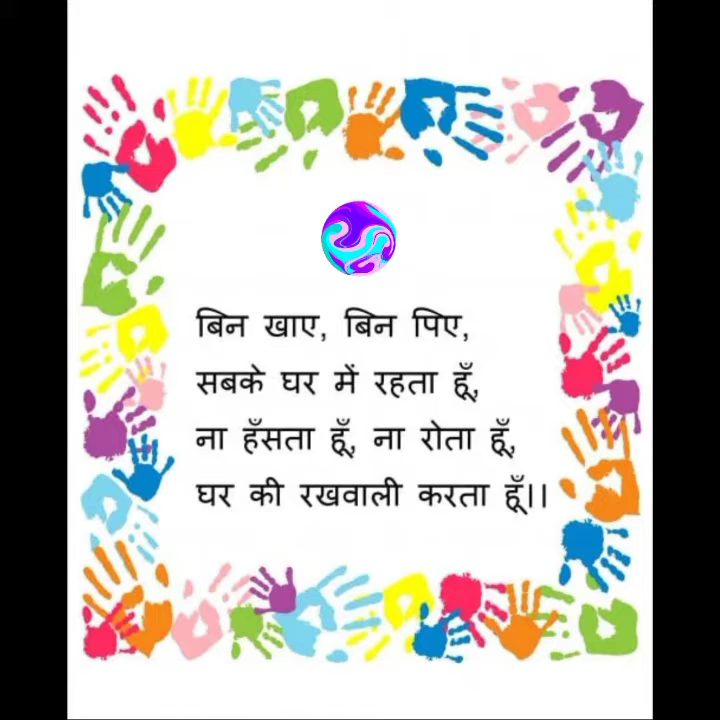 बिन खाए, बिन पिए,
सबके घर में रहता हूँ,
ना हँसता हूँ, ना रोता हूँ,
घर की रखवाली करता हूँ।।